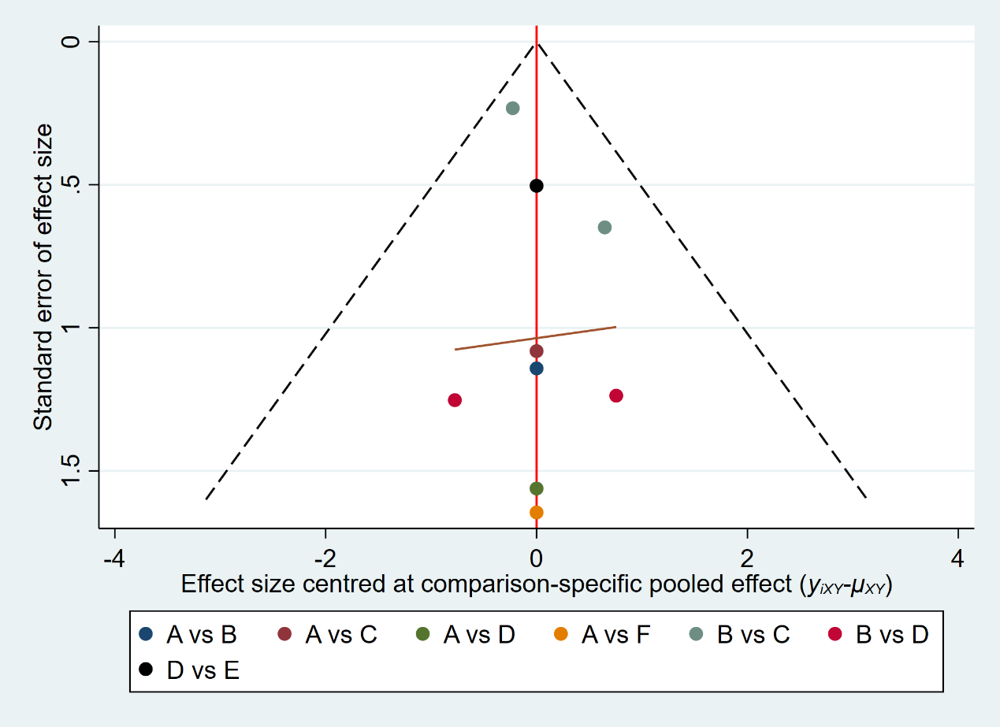 Standard error of effect size
0
.5
1
1.5
-4 -2 0 2 4
Effect size centred at comparison-specific pooled effect (yiXY-μXY)
A vs B A vs C A vs D A vs F B vs C B vs D
D vs E